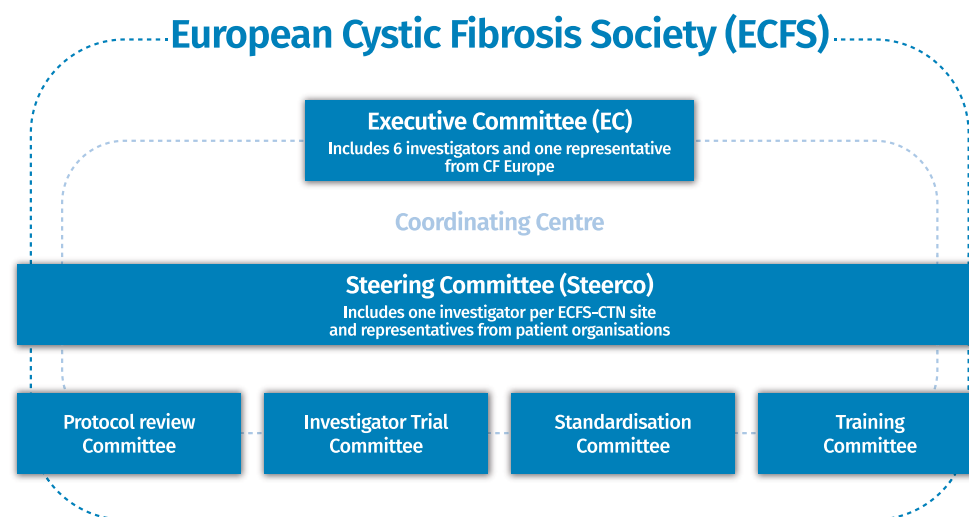 European Cystic Fibrosis Society (ECFS)
Executive Committee (EC)
Includes 6 investigators and one representative
from CF Europe
Coordinating Centre
Steering Committee (Steerco)
Includes one investigator per ECFS-CTN site
and representatives from patient organisations
Protocol review
Committee
Investigator Trial
Committee
Standardisation
Committee
Training
Committee